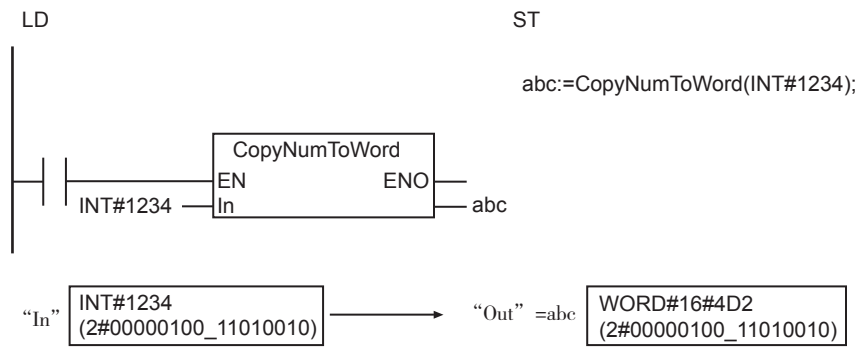 LD
ST
abc:=CopyNumToWord(INT#1234);
CopyNumToWord
EN ENO
INT#1234 In abc
“In” INT#1234 “Out” =abc WORD#16#4D2
(2#00000100_11010010) (2#00000100_11010010)